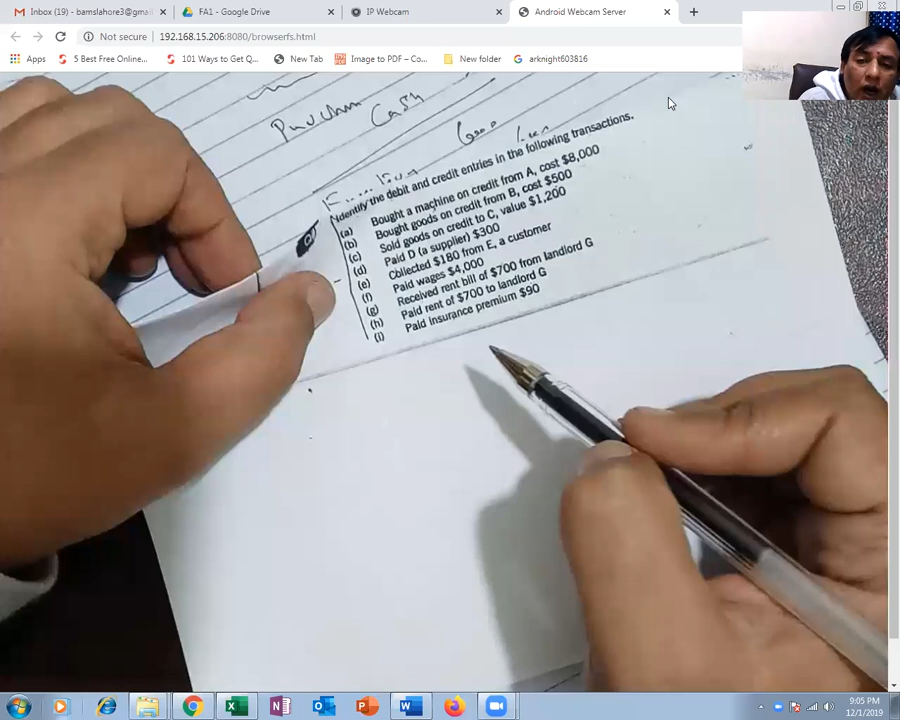 Inbox (19) - bamslahore3@gmai
FA1 - Google Drive
IP Webcam
Android Webcam Server
Not secure
192.168.15.206:8080/browserfs.html
Apps
5 Best Free Onlin...
101 Ways to Get Q...
New Tab
Image to PDF – Co...
New folder
arknight603816
Cash
Identify the debit and credit entries in the following transactions.
(a) Bought a machine on credit from A, cost $8,000
(b) Bought goods on credit from B, cost $500
(c) Sold goods on credit to C, value $1,200
(d) Paid D (a supplier) $300
(e) Collected $180 from E, a customer
(f) Paid wages $4,000
(g) Received rent bill of $700 from landlord G
(h) Paid rent of $700 to landlord G
(i) Paid insurance premium $90
9:05 PM
12/1/2019